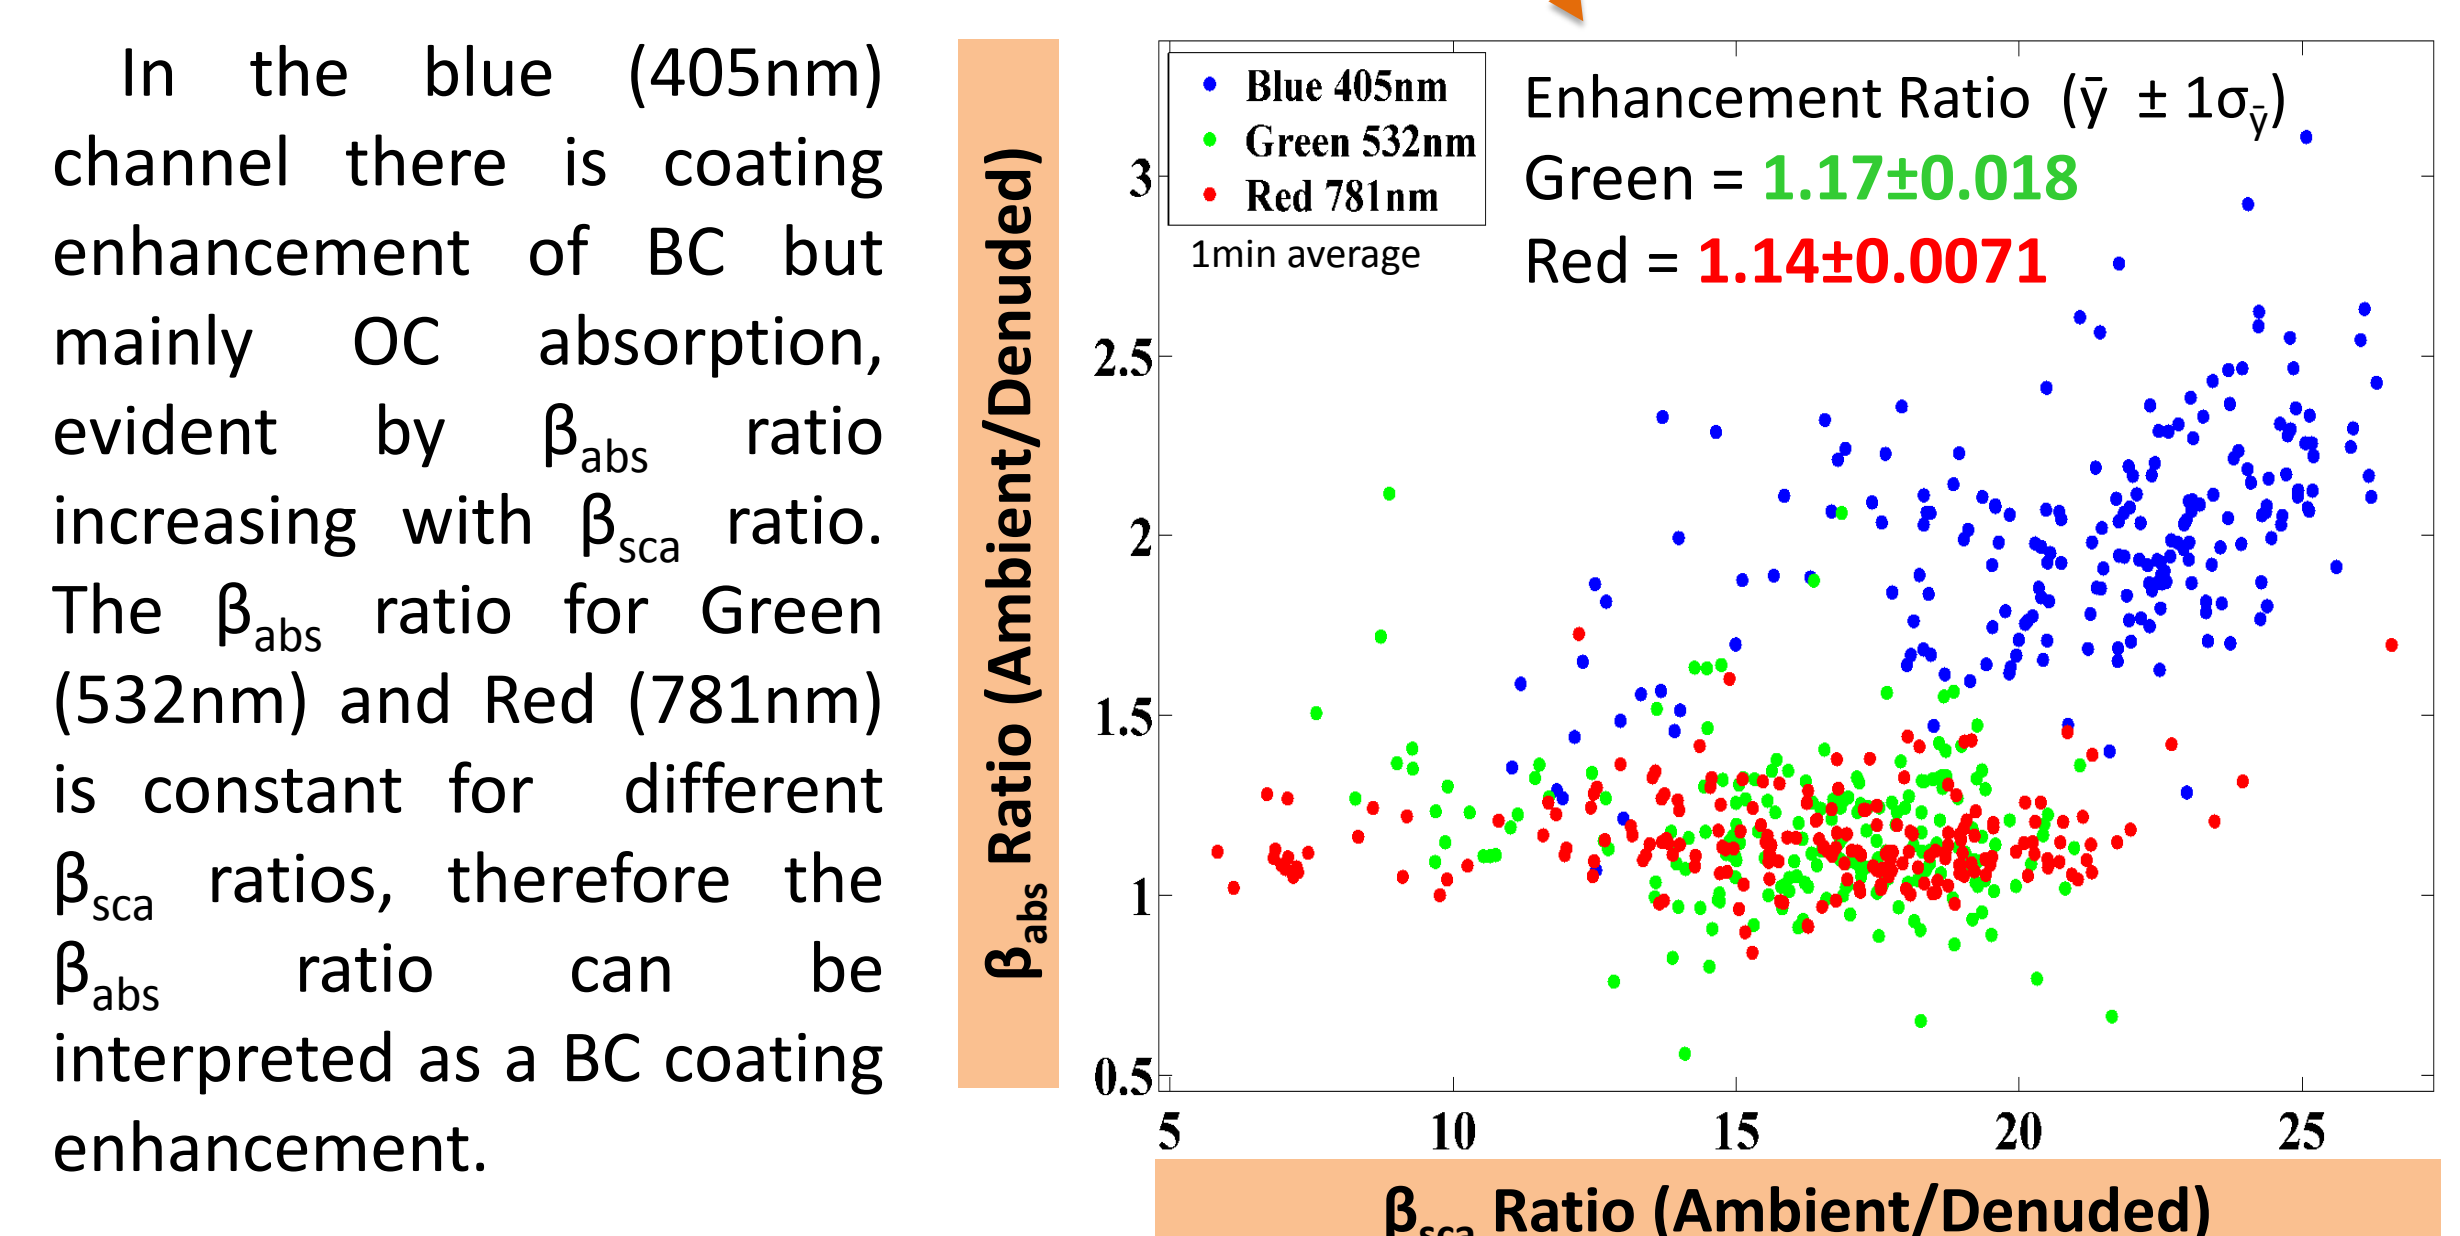 In the blue (405nm)
channel there is coating
enhancement of BC but
mainly OC absorption,
evident by βabs ratio
increasing with βsca ratio.
The βabs ratio for Green
(532nm) and Red (781nm)
is constant for different
βsca ratios, therefore the
βabs ratio can be
interpreted as a BC coating
enhancement.
βabs Ratio (Ambient/Denuded)
Blue 405nm
Green 532nm
Red 781nm
1min average
Enhancement Ratio (ȳ ± 1σȳ)
Green = 1.17±0.018
Red = 1.14±0.0071
3
2.5
2
1.5
1
0.5
5 10 15 20 25
βsca Ratio (Ambient/Denuded)